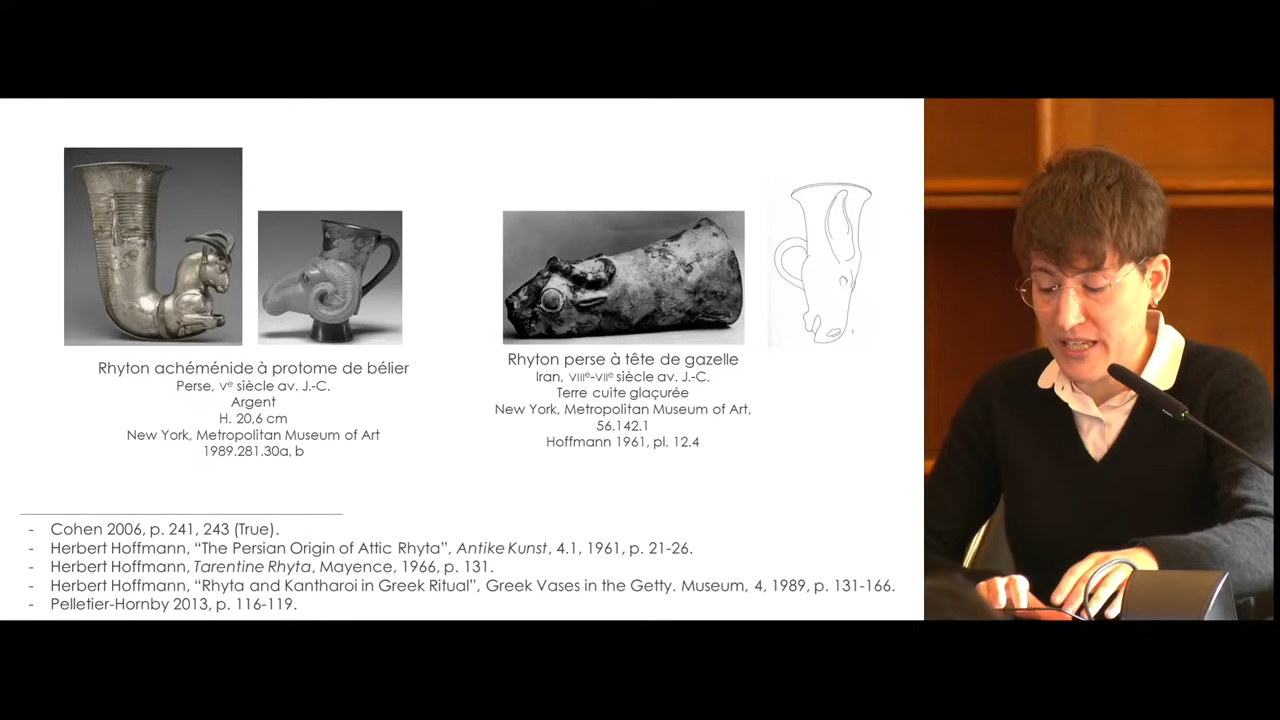 Rhyton achéménide à protome de bélier
Perse, Vᵉ siècle av. J.-C.
Argent
H. 20,6 cm
New York, Metropolitan Museum of Art
1989.281.30a, b
Rhyton perse à tête de gazelle
Iran, VIIIᵉ-VIIᵉ siècle av. J.-C.
Terre cuite glaçurée
New York, Metropolitan Museum of Art,
56.142.1
Hoffmann 1961, pl. 12.4
- Cohen 2006, p. 241, 243 (True).
- Herbert Hoffmann, “The Persian Origin of Attic Rhyta”, Antike Kunst, 4.1, 1961, p. 21-26.
- Herbert Hoffmann, Tarentine Rhyta, Mayence, 1966, p. 131.
- Herbert Hoffmann, “Rhyta and Kantharoi in Greek Ritual”, Greek Vases in the Getty. Museum, 4, 1989, p. 131-166.
- Pelletier-Hornby 2013, p. 116-119.